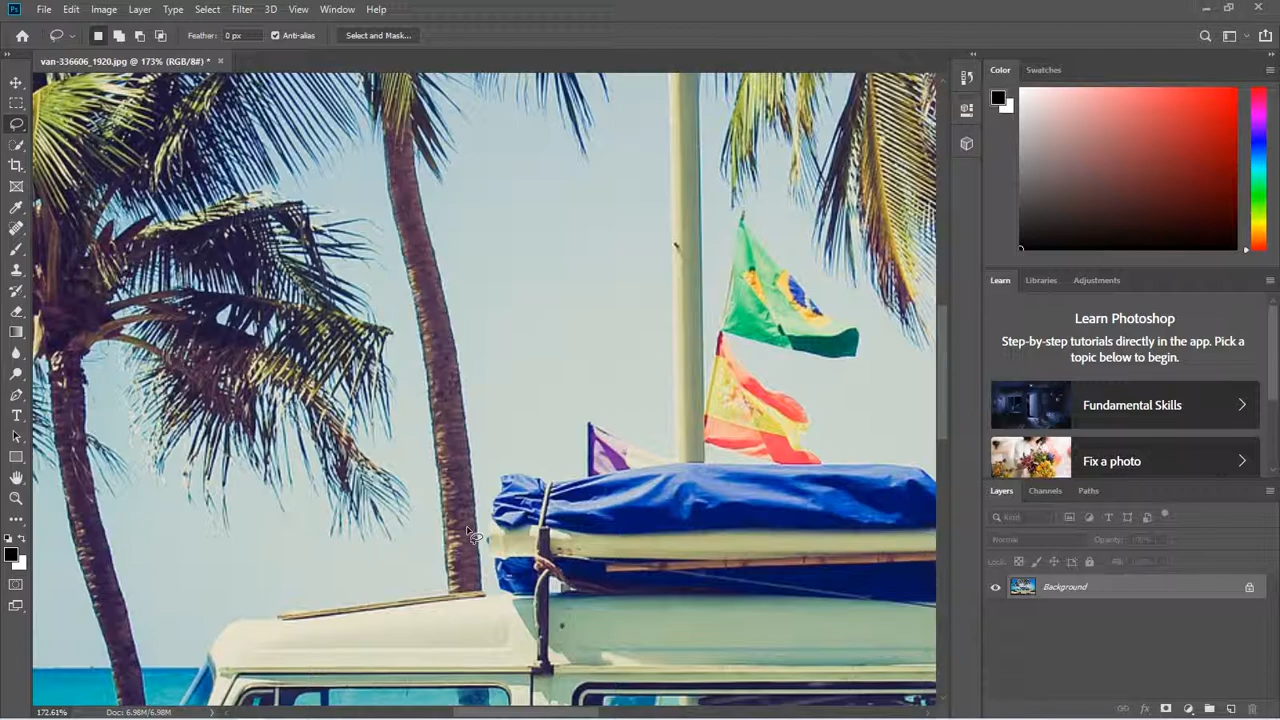 Ps File Edit Image Layer Type Select Filter 3D View Window Help
Feather: 0 px Anti-alias Select and Mask...
van-336606_1920.jpg @ 173% (RGB/8#) *
Color Swatches
Learn Libraries Adjustments
Learn Photoshop
Step-by-step tutorials directly in the app. Pick a
topic below to begin.
Fundamental Skills
Fix a photo
Layers Channels Paths
Kind
Normal Opacity: 100%
Lock:
Background
172.61% Doc: 6.98M/6.98M
fx